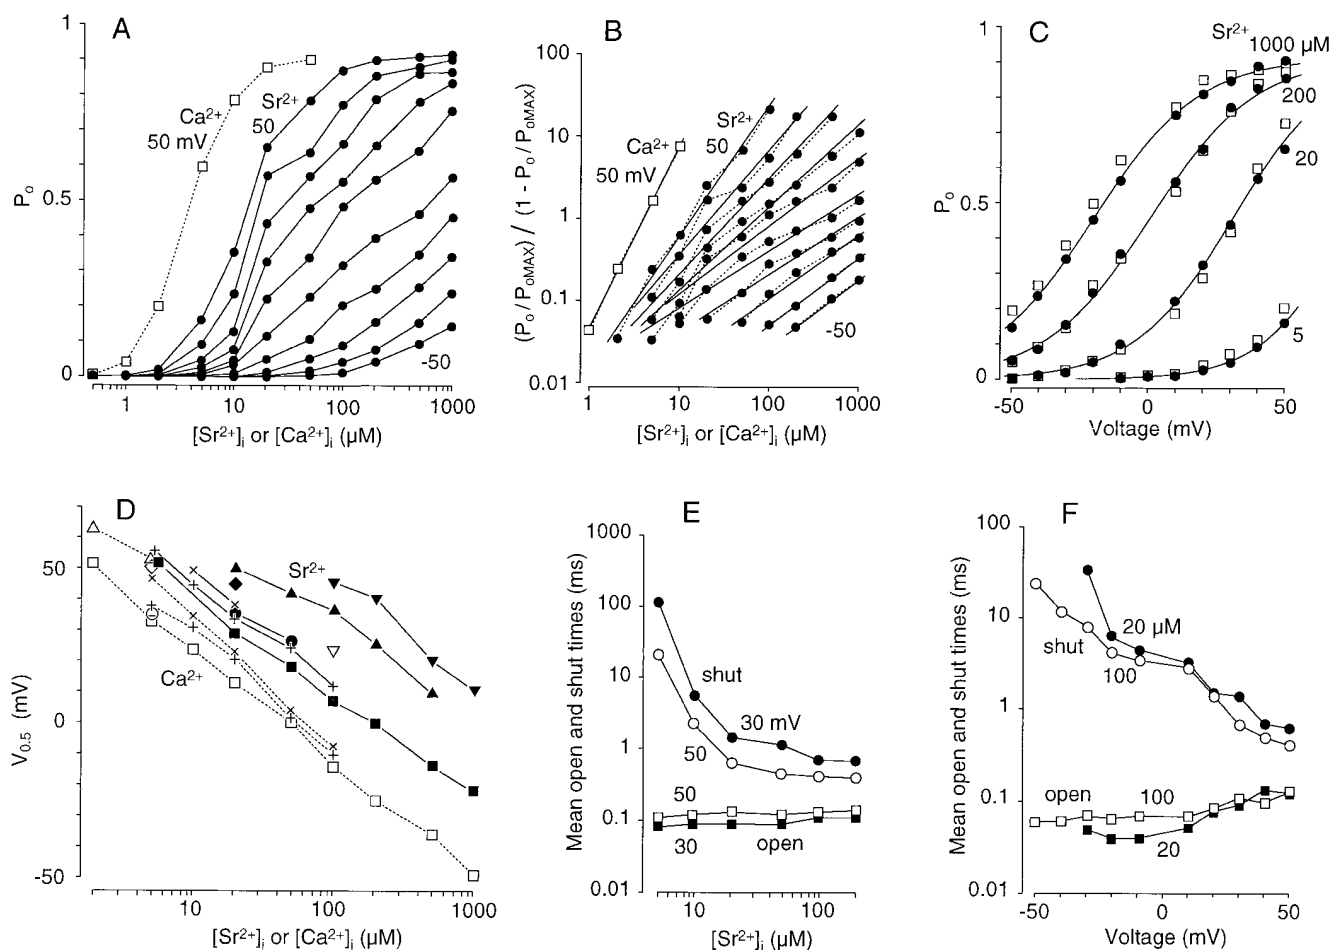 A
1
0.5
0
Pₒ
Ca²⁺
50 mV
Sr²⁺
50
-50
1
10
100
1000
[Sr²⁺]ᵢ or [Ca²⁺]ᵢ (µM)
B
100
10
1
0.1
0.01
(Pₒ / PₒMAX) / (1 - Pₒ / PₒMAX)
Ca²⁺
50 mV
Sr²⁺
50
-50
1
10
100
1000
[Sr²⁺]ᵢ or [Ca²⁺]ᵢ (µM)
C
1
0.5
0
Pₒ
Sr²⁺
1000 µM
200
20
5
-50
0
50
Voltage (mV)
D
50
0
-50
V₀.₅ (mV)
Sr²⁺
Ca²⁺
10
100
1000
[Sr²⁺]ᵢ or [Ca²⁺]ᵢ (µM)
E
1000
100
10
1
0.1
0.01
Mean open and shut times (ms)
shut
30 mV
50
50
30
open
10
100
[Sr²⁺]ᵢ (µM)
F
100
10
1
0.1
0.01
Mean open and shut times (ms)
20 µM
shut
100
open
100
20
-50
0
50
Voltage (mV)